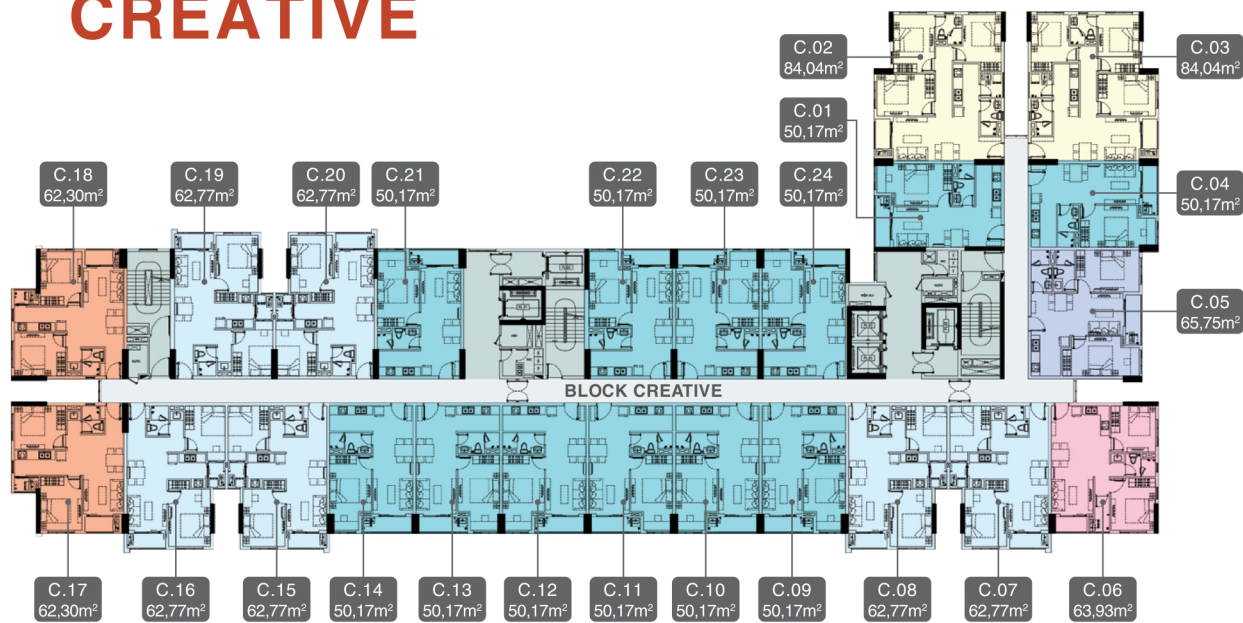 CREATIVE
C.02
84,04m²
C.03
84,04m²
C.01
50,17m²
C.18
62,30m²
C.19
62,77m²
C.20
62,77m²
C.21
50,17m²
C.22
50,17m²
C.23
50,17m²
C.24
50,17m²
C.04
50,17m²
C.05
65,75m²
BLOCK CREATIVE
C.17
62,30m²
C.16
62,77m²
C.15
62,77m²
C.14
50,17m²
C.13
50,17m²
C.12
50,17m²
C.11
50,17m²
C.10
50,17m²
C.09
50,17m²
C.08
62,77m²
C.07
62,77m²
C.06
63,93m²